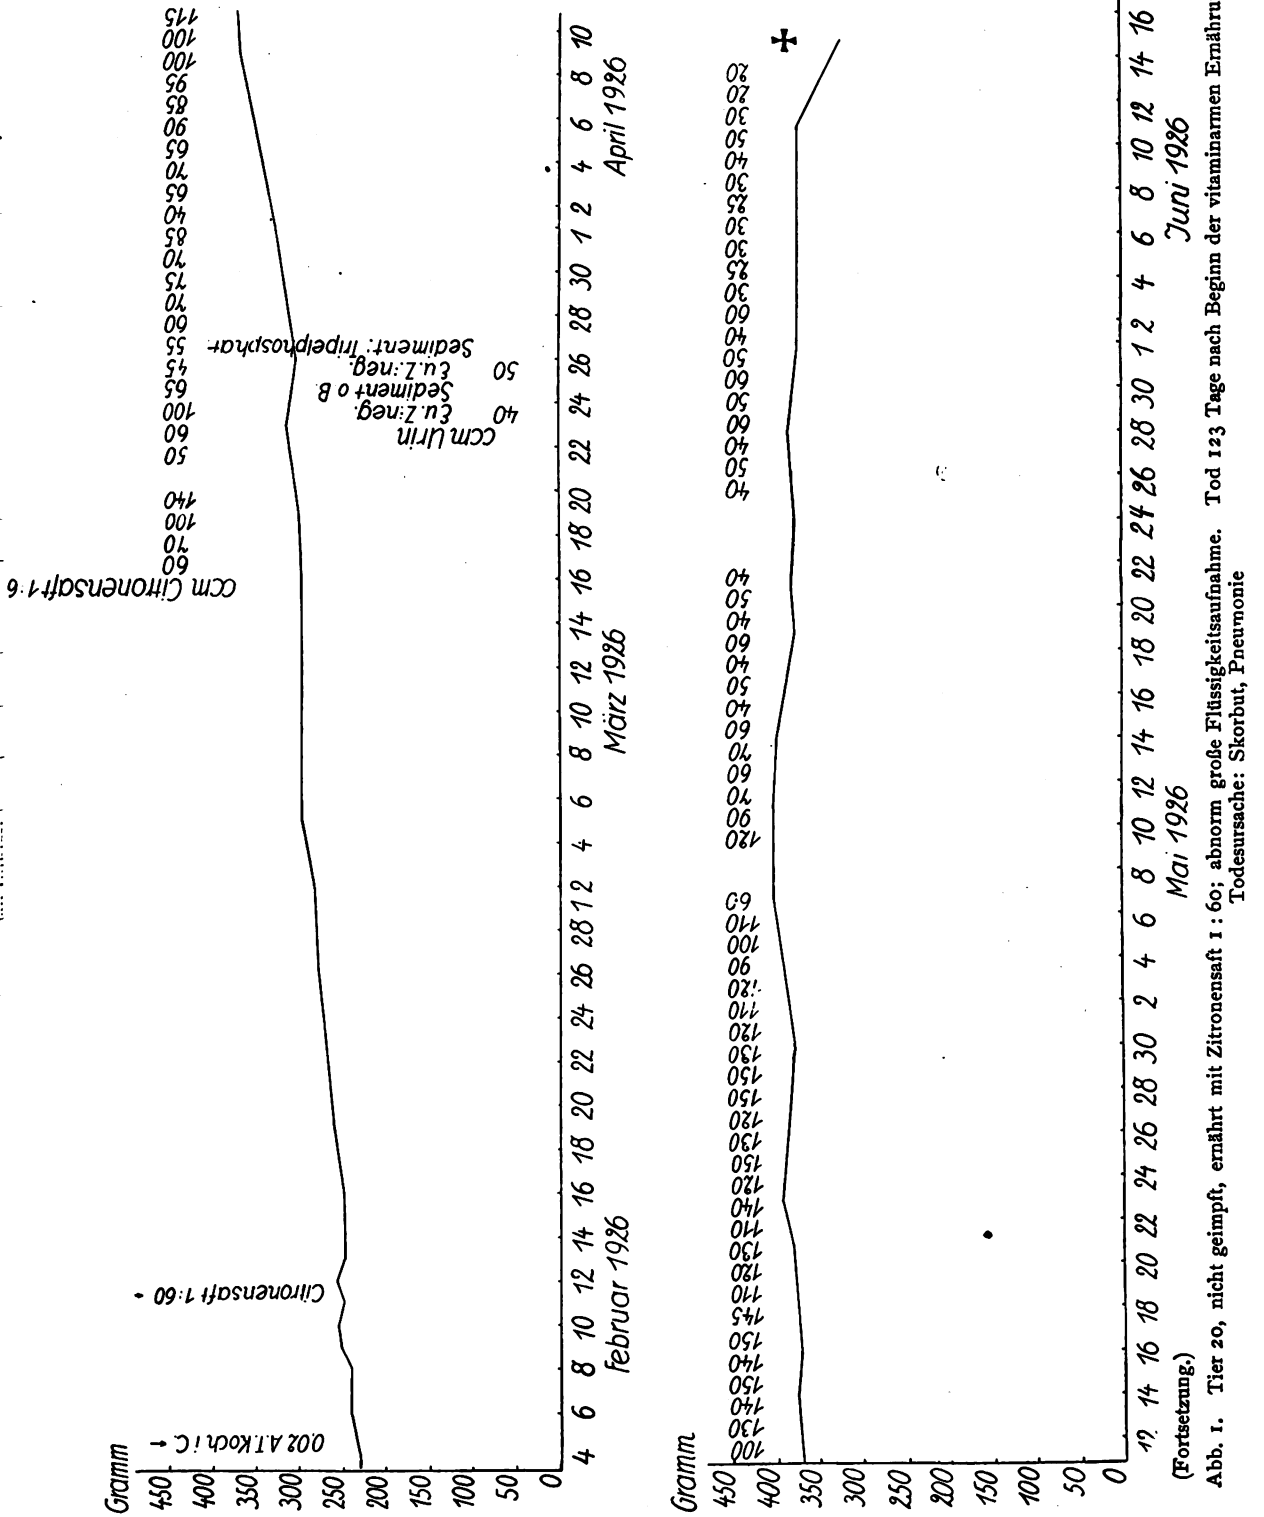 Gramm
450
400
350
300
250
200
150
100
50
0
0,02 A.T. Koch i C. →
Citronensaft 1:60
ccm Citronensaft 1:6
60 70 100 140 50 60 100 65 45 55 60 70 75 70 85 40 65 70 65 90 85 95 100 100 115
ccm Urin
40 E u. Z: neg.
Sediment o B
50 E u. Z.: neg.
Sediment: Tripelphosphat
4 6 8 10 12 14 16 18 20 22 24 26 28 1 2 4 6 8 10 12 14 16 18 20 22 24 26 28 30 1 2 4 6 8 10
Februar 1926 März 1926 April 1926
Gramm
450
400
350
300
250
200
150
100
50
0
100 130 140 150 140 150 145 110 120 130 110 140 120 150 130 120 150 150 130 120 110 120 90 100 110 60 120 90 70 60 70 60 40 50 40 60 40 50 40 40 50 40 60 50 60 50 40 60 30 25 30 30 25 30 40 50 30 20 20
12 14 16 18 20 22 24 26 28 30 2 4 6 8 10 12 14 16 18 20 22 24 26 28 30 1 2 4 6 8 10 12 14 16
Mai 1926 Juni 1926
(Fortsetzung.)
Abb. 1. Tier 20, nicht geimpft, ernährt mit Zitronensaft 1:60; abnorm große Flüssigkeitsaufnahme. Tod 123 Tage nach Beginn der vitaminarmen Ernähru
Todesursache: Skorbut, Pneumonie